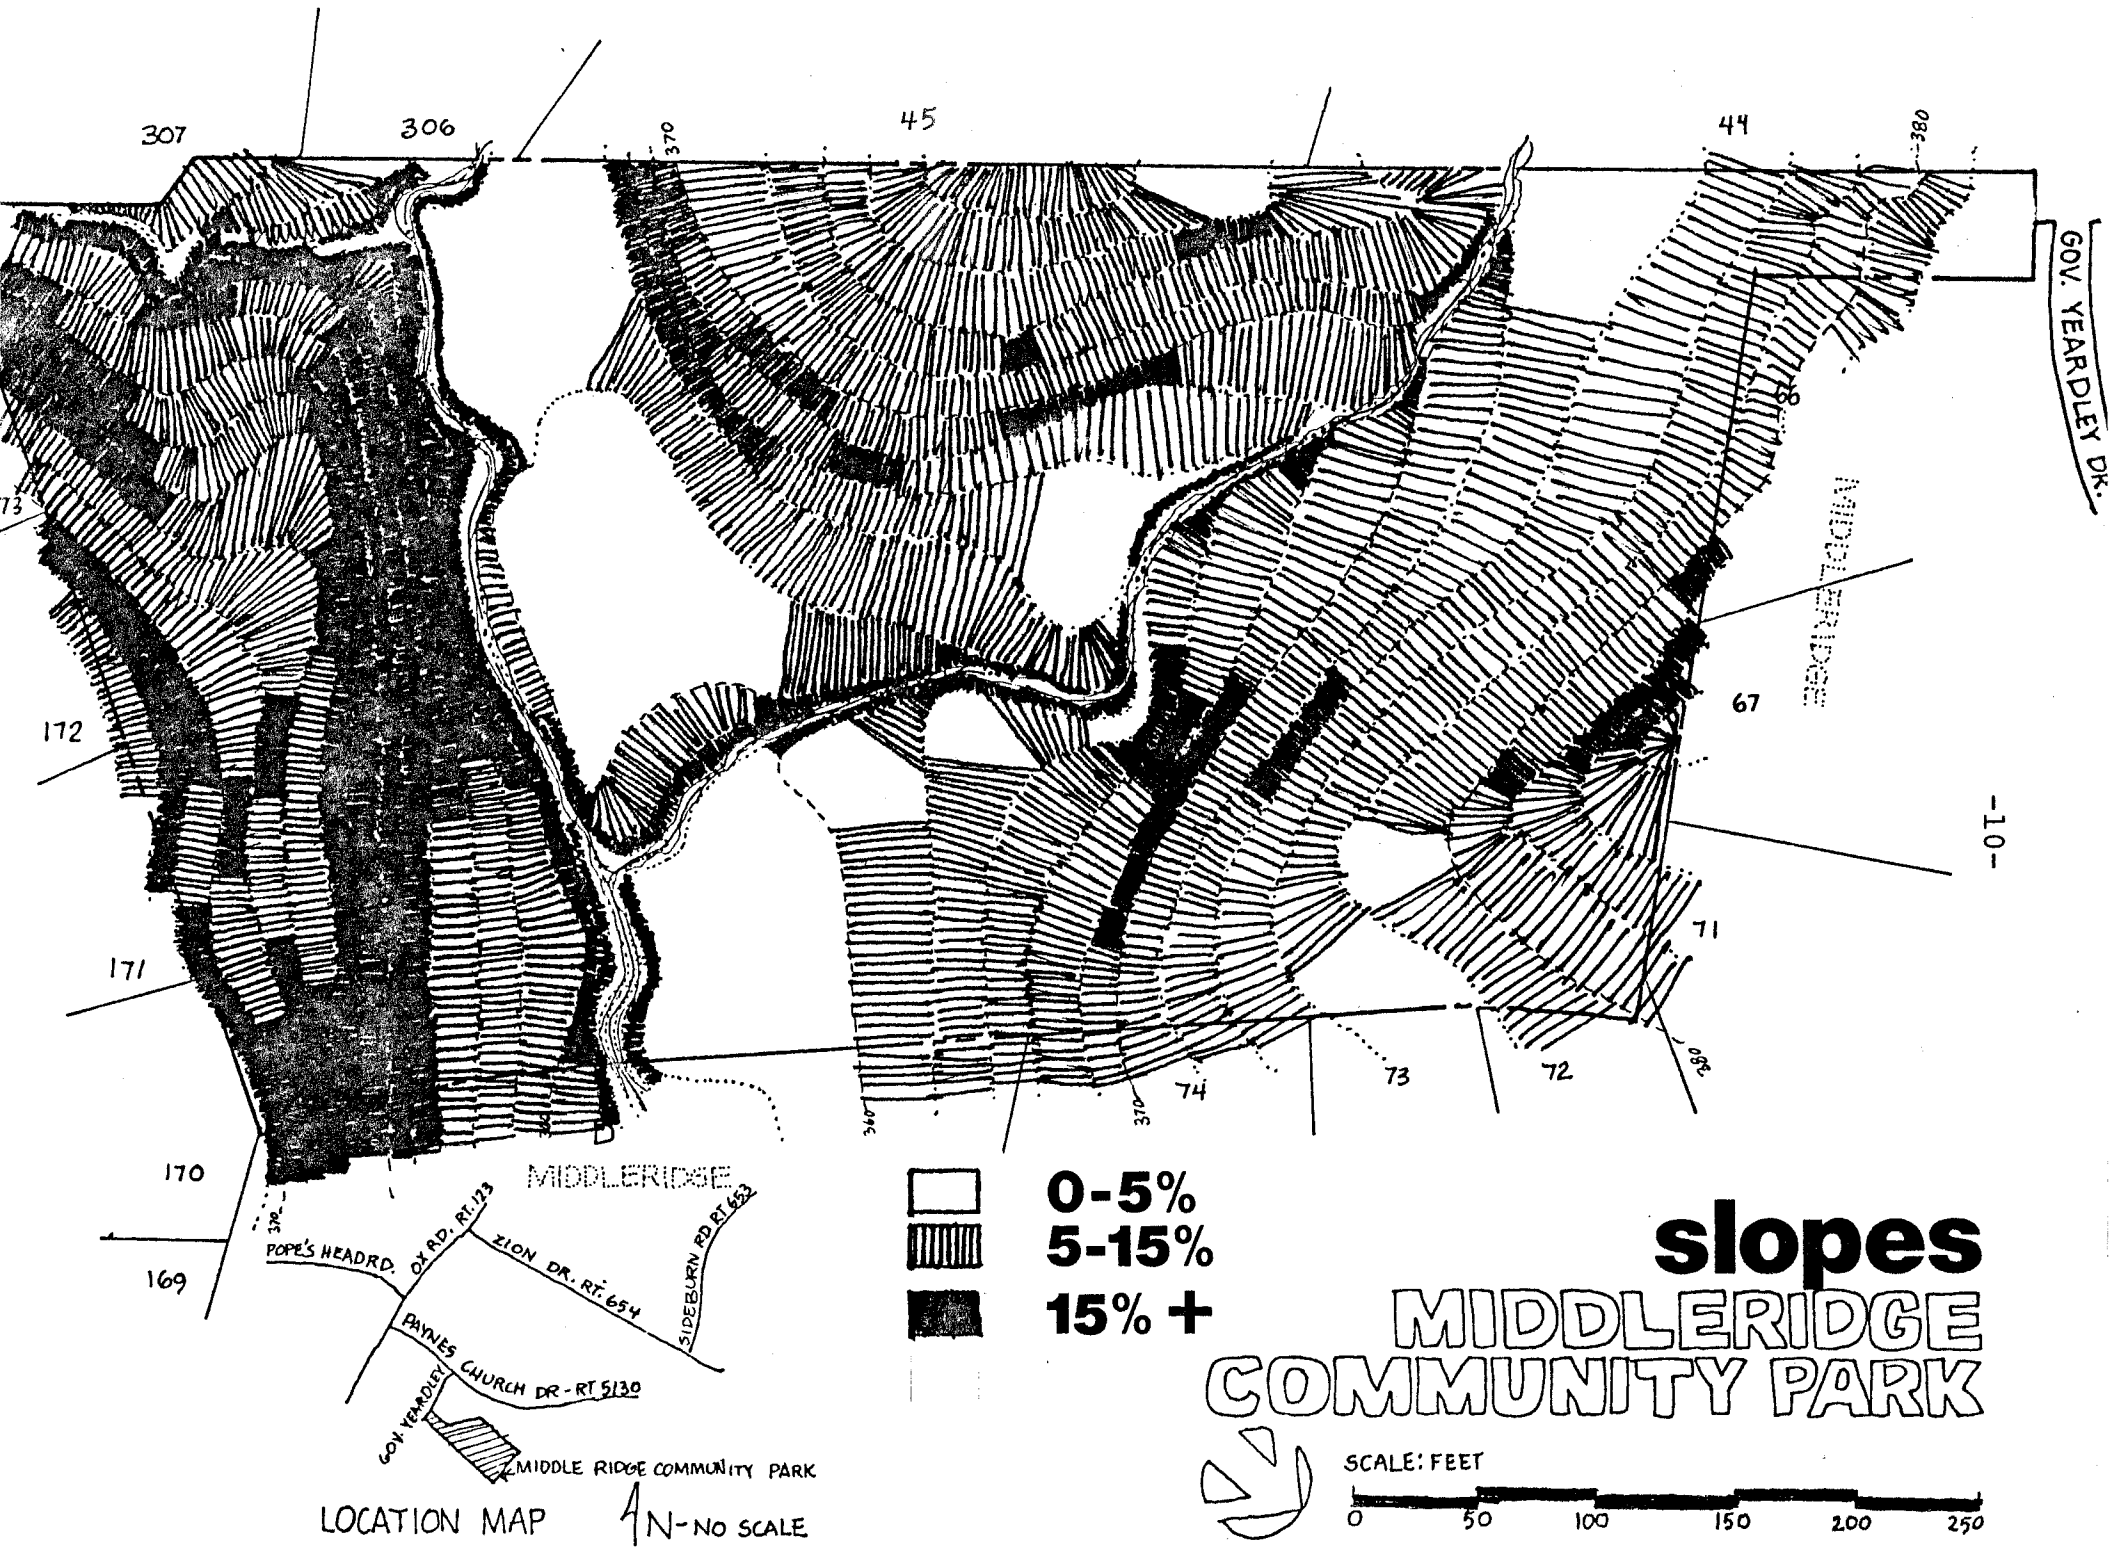 307
306
45
44
370
380
GOV. YEARDLEY DR.
66
MIDDLERIDGE
73
172
67
-10-
71
171
74
73
72
380
360
370
170
MIDDLERIDGE
370
169
POPE'S HEAD RD.
OX RD. RT. 123
ZION DR. RT. 654
SIDEBURN RD RT 653
PAYNES CHURCH DR-RT 5130
GOV. YEARDLEY
MIDDLE RIDGE COMMUNITY PARK
LOCATION MAP
N-NO SCALE
0-5%
5-15%
15% +
slopes
MIDDLERIDGE
COMMUNITY PARK
SCALE: FEET
0 50 100 150 200 250